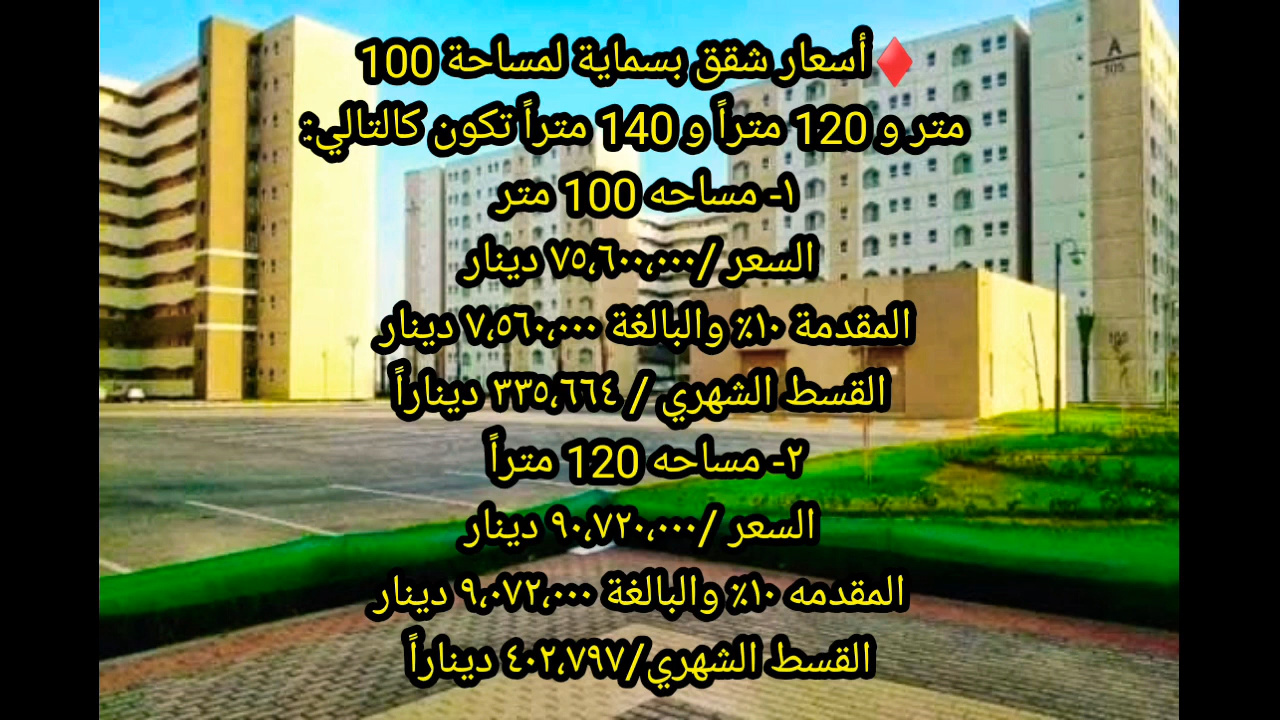 ♦️أسعار شقق بسماية لمساحة 100
متر و 120 متراً و 140 متراً تكون كالتالي:
١- مساحه 100 متر
السعر /٧٥،٦٠٠،٠٠٠ دينار
المقدمة ١٠٪ والبالغة ٧،٥٦٠،٠٠٠ دينار
القسط الشهري / ٣٣٥،٦٦٤ ديناراً
٢- مساحه 120 متراً
السعر /٩٠،٧٢٠،٠٠٠ دينار
المقدمه ١٠٪ والبالغة ٩،٠٧٢،٠٠٠ دينار
القسط الشهري/٤٠٢،٧٩٧ ديناراً
A
105
105